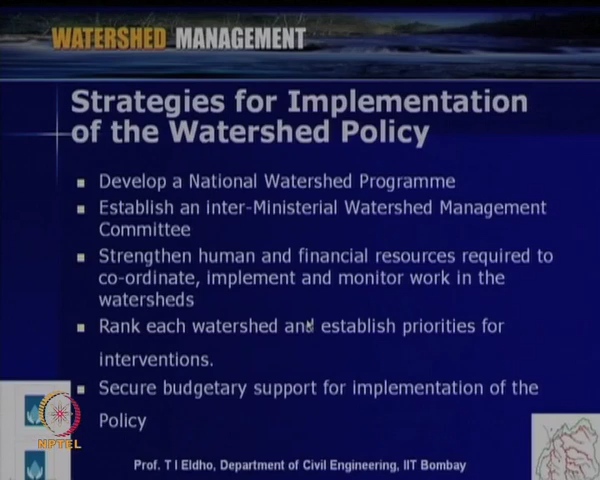 WATERSHED MANAGEMENT
Strategies for Implementation
of the Watershed Policy
Develop a National Watershed Programme
Establish an inter-Ministerial Watershed Management
Committee
Strengthen human and financial resources required to
co-ordinate, implement and monitor work in the
watersheds
Rank each watershed and establish priorities for
interventions.
Secure budgetary support for implementation of the
Policy
NPTEL
Prof. T I Eldho, Department of Civil Engineering, IIT Bombay